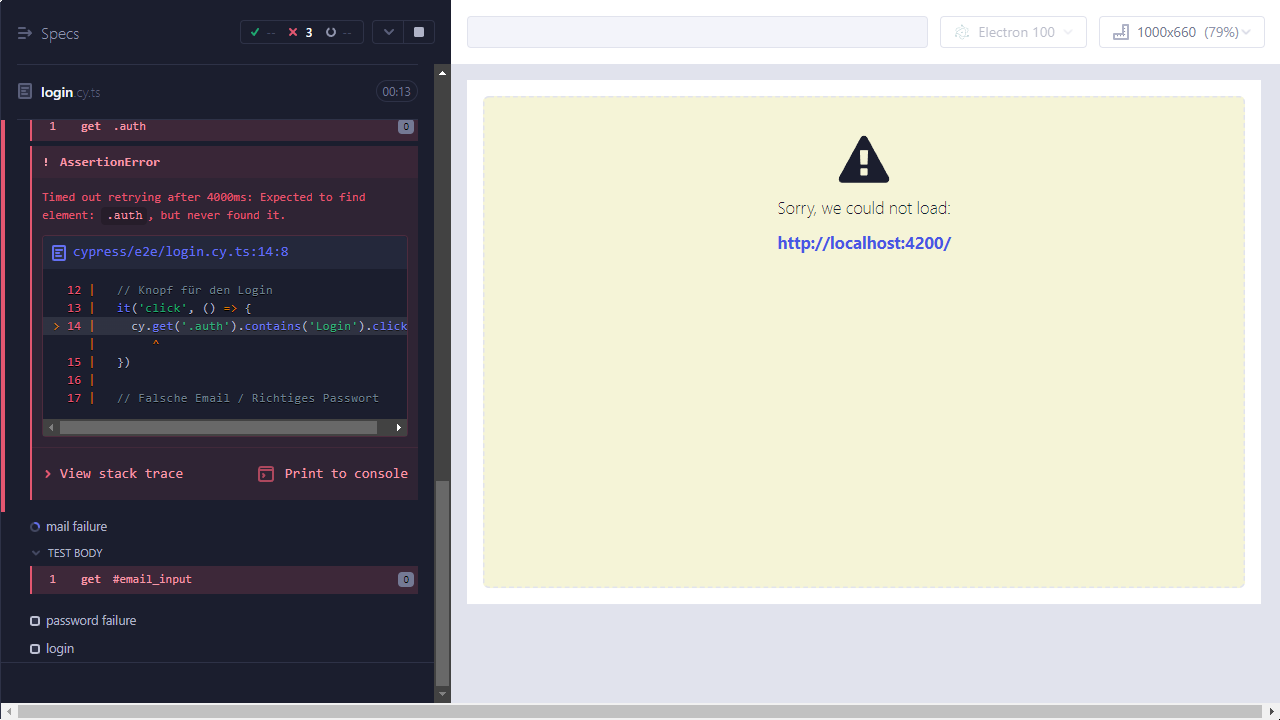 Specs
-- 3 --
login.cy.ts
00:13
1 get .auth 0
! AssertionError
Timed out retrying after 4000ms: Expected to find
element: .auth, but never found it.
cypress/e2e/login.cy.ts:14:8
12 | // Knopf für den Login
13 | it('click', () => {
> 14 | cy.get('.auth').contains('Login').click
| ^
15 | })
16 |
17 | // Falsche Email / Richtiges Passwort
View stack trace
Print to console
mail failure
TEST BODY
1 get #email_input 0
password failure
login
Electron 100
1000x660 (79%)
Sorry, we could not load:
http://localhost:4200/